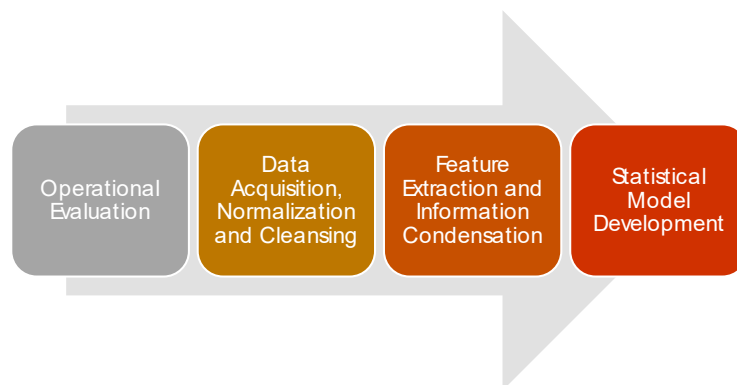 Operational
Evaluation
Data
Acquisition,
Normalization
and Cleansing
Feature
Extraction and
Information
Condensation
Statistical
Model
Development